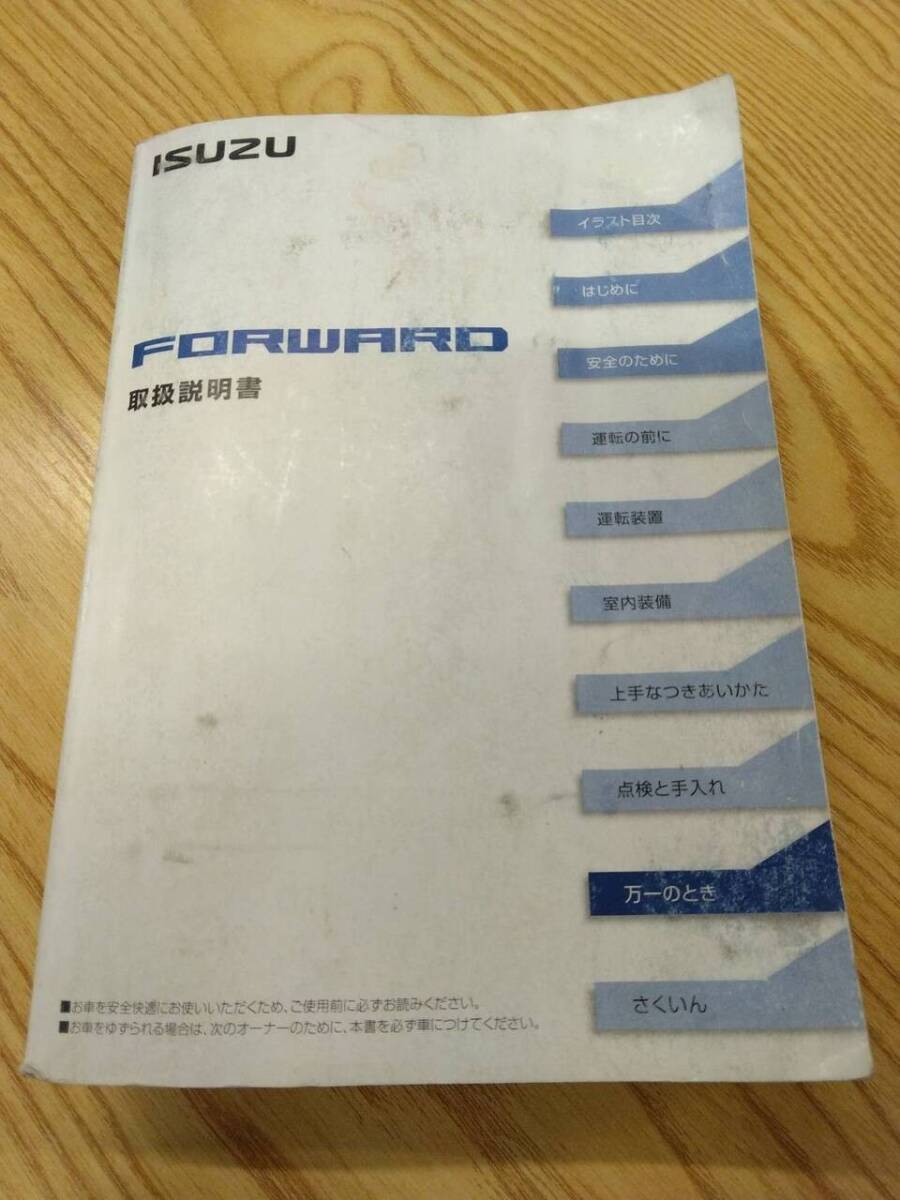 ISUZU
FORWARD
取扱説明書
イラスト目次
はじめに
安全のために
運転の前に
運転装置
室内装備
上手なつきあいかた
点検と手入れ
万一のとき
さくいん
■お車を安全快適にお使いいただくため、ご使用前に必ずお読みください。
■お車をゆずられる場合は、次のオーナーのために、本書を必ず車につけてください。